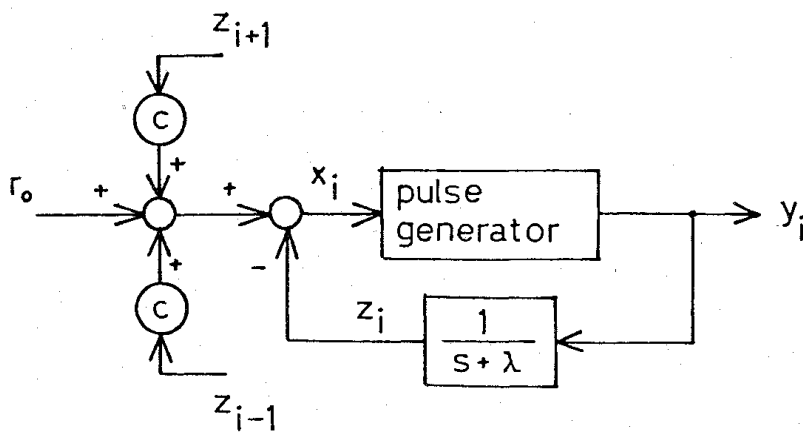 z_{i+1}
c
+
r_o
+
+
x_i
pulse
generator
y_i
+
-
c
z_i
1
s + λ
z_{i-1}